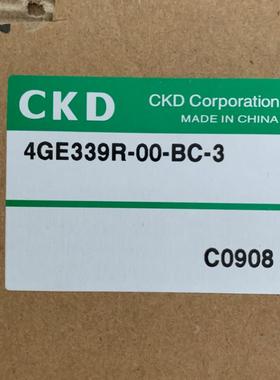 CKD
CKD Corporation
MADE IN CHINA
4GE339R-00-BC-3
C0908